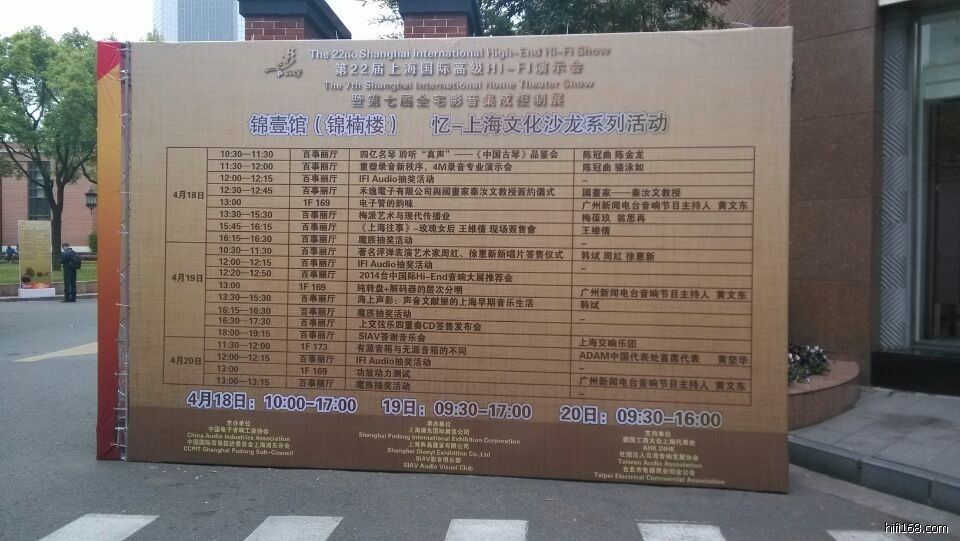 The 22nd Shanghai International High-End Hi-Fi Show
第22届上海国际高级HI-FI演示会
The 7th Shanghai International Home Theater Show
暨第七届全宅影音集成控制展
锦壹馆（锦楠楼） 忆-上海文化沙龙系列活动
4月18日
10:30—11:30 百事丽厅 四亿名琴 聆听“真声”——《中国古琴》品鉴会 陈冠曲 陈金龙
11:30—12:00 百事丽厅 重塑录音新秩序，4M录音专业演示会 陈冠曲 骆泳如
12:00—12:15 百事丽厅 IFI Audio抽奖活动 –
12:30—12:45 百事丽厅 禾逸電子有限公司與國畫家秦汝文教授簽约儀式 國畫家——秦汝文教授
13:00 1F 169 电子管的韵味 广州新闻电台音响节目主持人 黄文东
13:30—15:30 百事丽厅 梅派艺术与现代传播业 梅葆玖 翁思再
15:45—16:15 百事丽厅 《上海往事》-玫瑰女后 王维倩 现场簽售會 王维倩
16:15—16:30 百事丽厅 魔族抽奖活动 –
4月19日
10:30—11:30 百事丽厅 著名评弹表演艺术家周红、徐惠新新唱片签售仪式 韩斌 周红 徐惠新
12:00—12:15 百事丽厅 IFI Audio抽奖活动 –
12:20—12:50 百事丽厅 2014台中国际Hi-End音响大展推荐会
13:00 1F 169 纯转盘+解码器的层次分明 广州新闻电台音响节目主持人 黄文东
13:30—15:30 百事丽厅 海上声影：声音文献里的上海早期音乐生活 韩斌
16:15—16:30 百事丽厅 魔族抽奖活动 –
16:30—17:30 百事丽厅 上交弦乐四重奏CD签售发布会
18:00—19:15 百事丽厅 SIAV答谢音乐会 上海交响乐团
4月20日
11:30—12:00 1F 173 有源音箱与无源音箱的不同 ADAM中国代表处首席代表 黄坚华
12:00—12:15 百事丽厅 IFI Audio抽奖活动 –
13:00 1F 169 功放动力测试 广州新闻电台音响节目主持人 黄文东
13:00—13:15 百事丽厅 魔族抽奖活动 –
4月18日：10:00-17:00 19日：09:30-17:00 20日：09:30-16:00
主办单位
中国电子音响工业协会
China Audio Industries Association
中国国际贸易促进委员会上海浦东分会
CCPIT Shanghai Pudong Sub-Council
承办单位
上海浦东国际展览公司
Shanghai Pudong International Exhibition Corporation
上海典易展览有限公司
Shanghai Dianyi Exhibition Co.,Ltd
SIAV影音俱乐部
SIAV Audio Visual Club
支持单位
德国工商大会上海代表处
AHK DIHK
社团法人台湾音响发展协会
Taiwan Audio Association
台北市电器商业同业公会
Taipei Electrical Commercial Association
hifi168.com